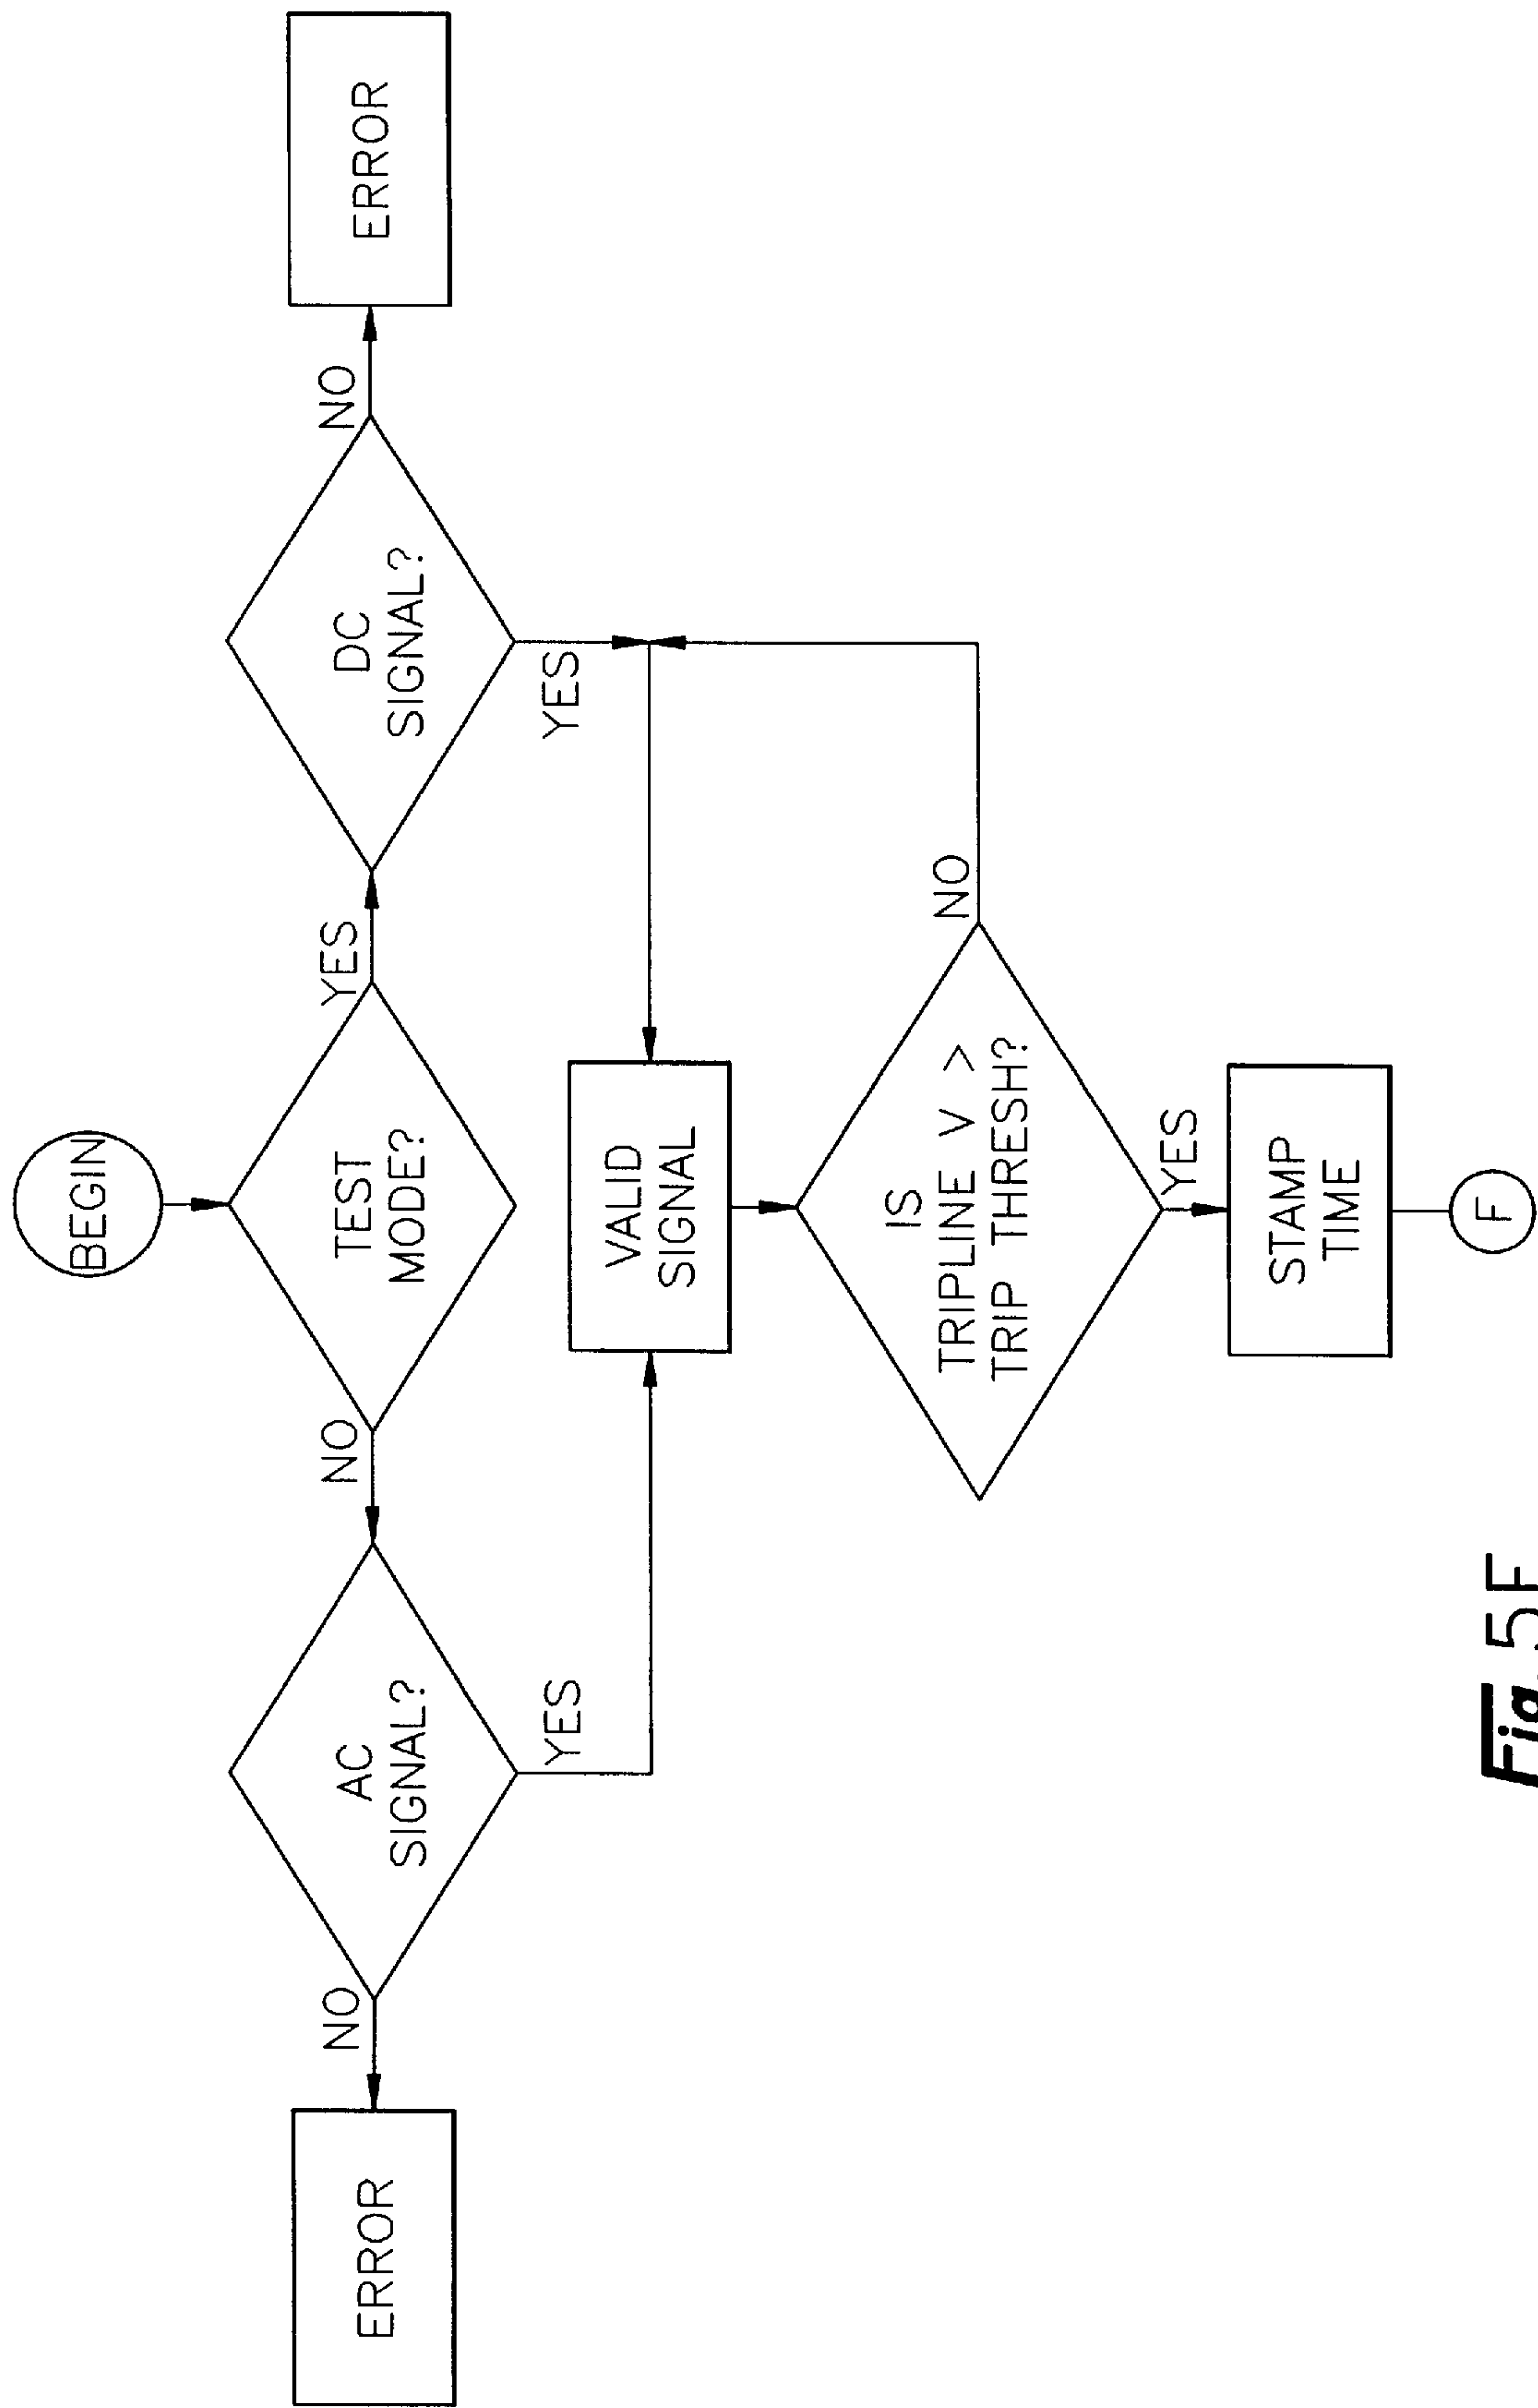 BEGIN
NO
NO
YES
NO
ERROR
AC
SIGNAL?
TEST
MODE?
DC
SIGNAL?
ERROR
YES
YES
VALID
SIGNAL
IS
TRIPLINE V >
TRIP THRESH?
NO
YES
STAMP
TIME
F
Fig.